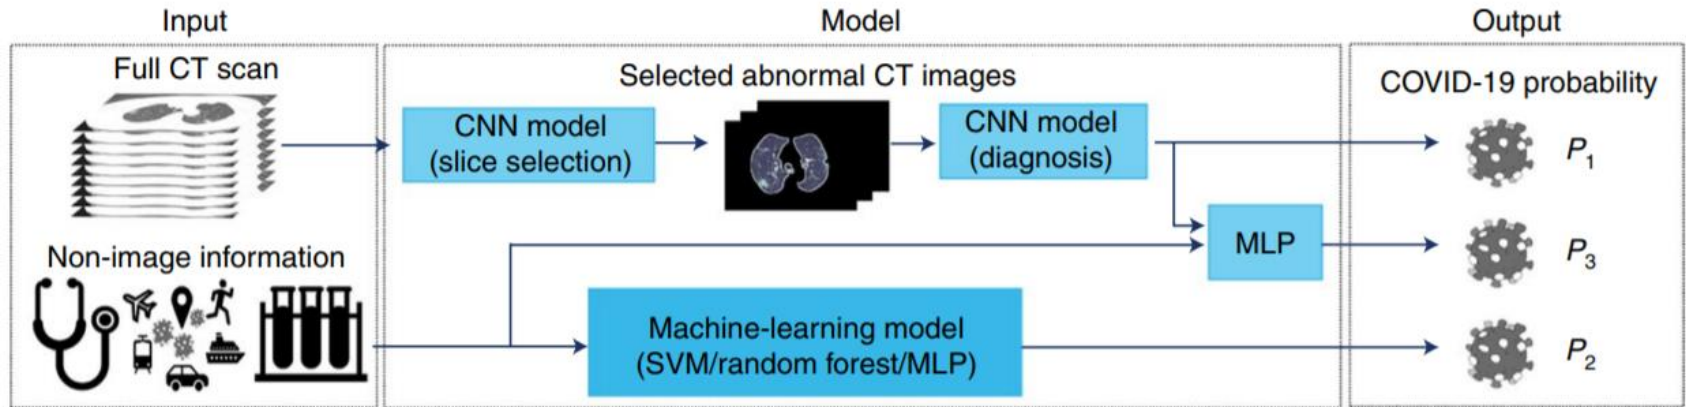 Input
Model
Output
Full CT scan
Selected abnormal CT images
COVID-19 probability
CNN model
(slice selection)
CNN model
(diagnosis)
P1
Non-image information
MLP
P3
Machine-learning model
(SVM/random forest/MLP)
P2